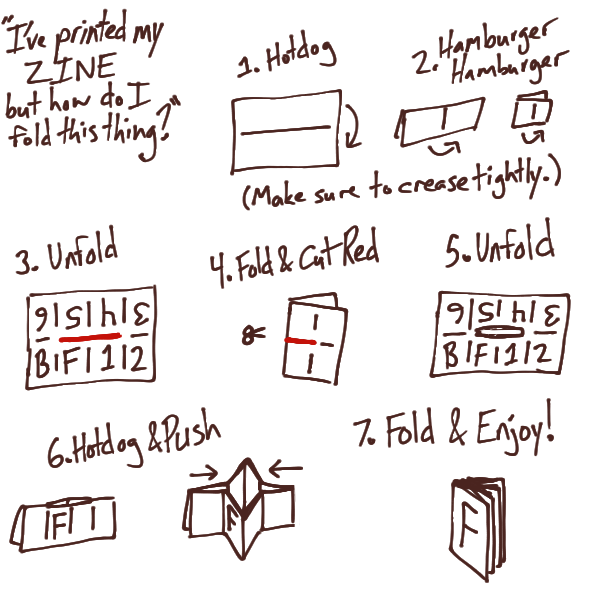 "I've printed my
ZINE
but how do I
fold this thing?"
1. Hotdog
2. Hamburger
Hamburger
(Make sure to crease tightly.)
3. Unfold
6 5 4 3
B F 1 2
4. Fold & Cut Red
5. Unfold
6 5 4 3
B F 1 2
6. Hotdog & Push
F
F
7. Fold & Enjoy!
F